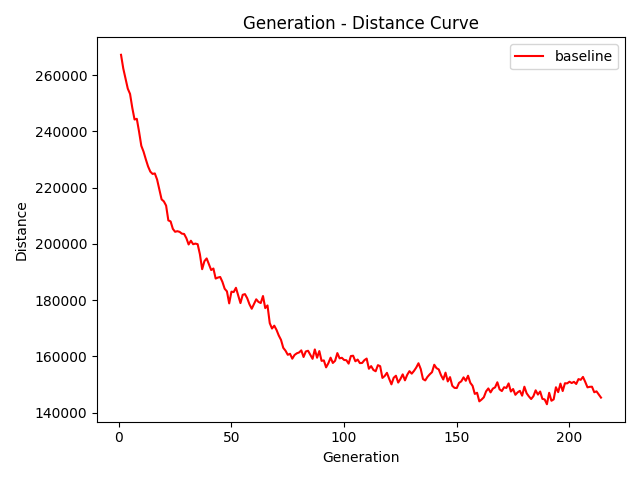 Generation - Distance Curve
baseline
Distance
260000
240000
220000
200000
180000
160000
140000
0 50 100 150 200
Generation